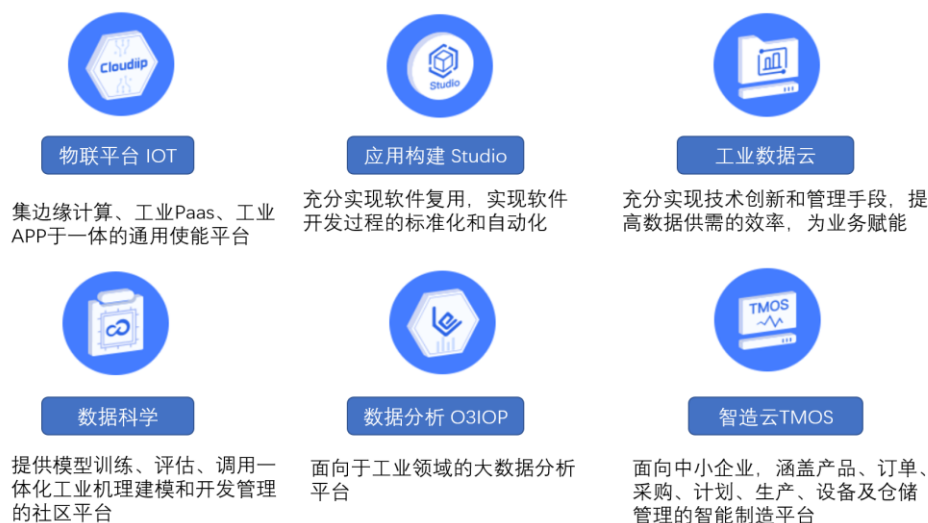 Cloudiip
Studio
物联平台 IOT
应用构建 Studio
工业数据云
集边缘计算、工业Paas、工业
APP于一体的通用使能平台
充分实现软件复用，实现软件
开发过程的标准化和自动化
充分实现技术创新和管理手段，提
高数据供需的效率，为业务赋能
TMOS
数据科学
数据分析 O3IOP
智造云TMOS
提供模型训练、评估、调用一
体化工业机理建模和开发管理
的社区平台
面向于工业领域的大数据分析
平台
面向中小企业，涵盖产品、订单、
采购、计划、生产、设备及仓储
管理的智能制造平台